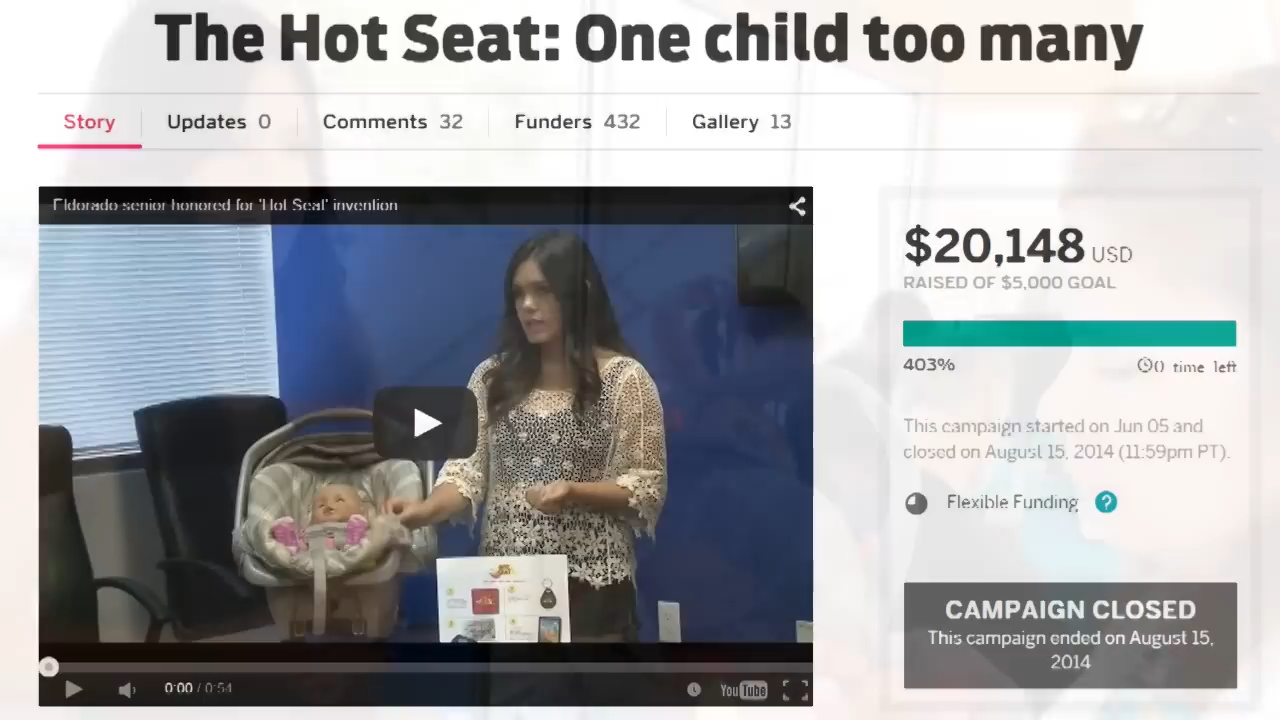 The Hot Seat: One child too many
Story Updates 0 Comments 32 Funders 432 Gallery 13
Eldorado senior honored for 'Hot Seat' invention
$20,148 USD
RAISED OF $5,000 GOAL
403% 0 time left
This campaign started on Jun 05 and
closed on August 15, 2014 (11:59pm PT).
Flexible Funding ?
CAMPAIGN CLOSED
This campaign ended on August 15,
2014
0:00 / 0:54 YouTube